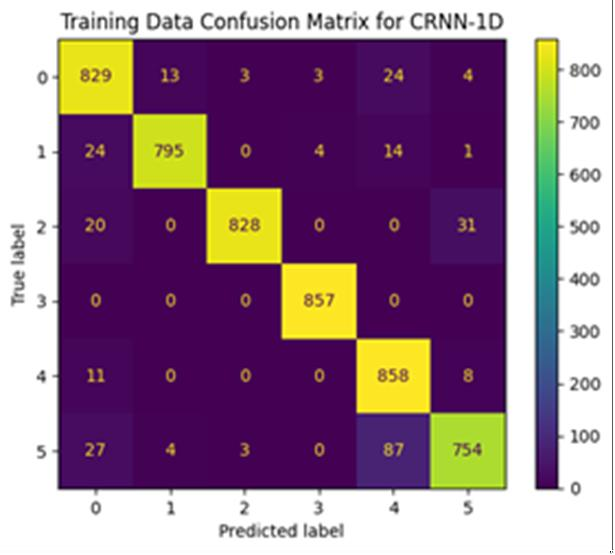 Training Data Confusion Matrix for CRNN-1D
0 829 13 3 3 24 4
1 24 795 0 4 14 1
2 20 0 828 0 0 31
3 0 0 0 857 0 0
4 11 0 0 0 858 8
5 27 4 3 0 87 754
0 1 2 3 4 5
Predicted label
True label
800
700
600
500
400
300
200
100
0